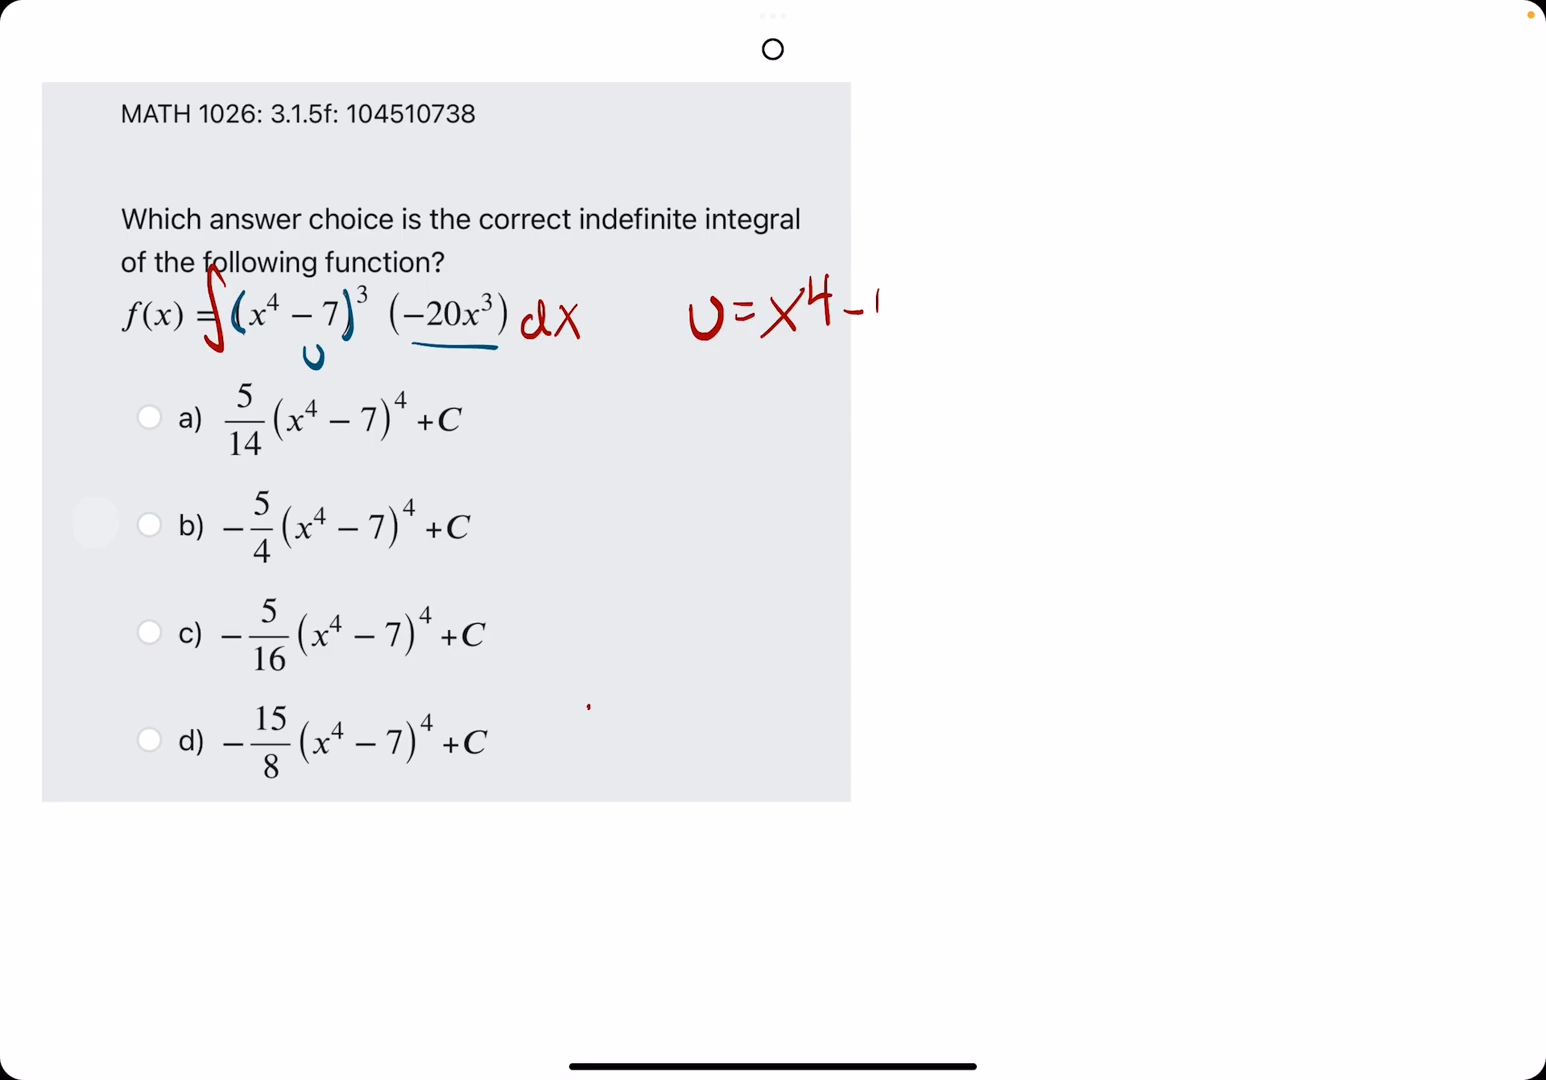 MATH 1026: 3.1.5f: 104510738
Which answer choice is the correct indefinite integral
of the following function?
f(x) = ∫(x⁴ − 7)³ (−20x³) dx
u
u = x⁴ −
a) 5/14 (x⁴ − 7)⁴ +C
b) − 5/4 (x⁴ − 7)⁴ +C
c) − 5/16 (x⁴ − 7)⁴ +C
d) − 15/8 (x⁴ − 7)⁴ +C